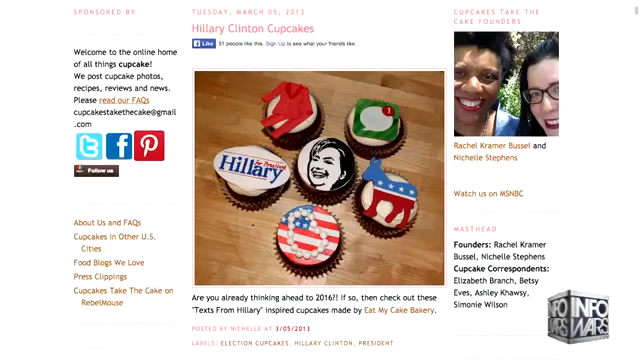 SPONSORED BY
Welcome to the online home
of all things cupcake!
We post cupcake photos,
recipes, reviews and news.
Please read our FAQs
cupcakestakethecake@gmail
.com
Follow us
About Us and FAQs
Cupcakes in Other U.S.
Cities
Food Blogs We Love
Press Clippings
Cupcakes Take The Cake on
RebelMouse
TUESDAY, MARCH 05, 2013
Hillary Clinton Cupcakes
Like
51 people like this. Sign Up to see what your friends like.
Hillary
for President
Are you already thinking ahead to 2016?! If so, then check out these
"Texts From Hillary" inspired cupcakes made by Eat My Cake Bakery.
POSTED BY NICHELLE AT 3/05/2013
LABELS: ELECTION CUPCAKES, HILLARY CLINTON, PRESIDENT
CUPCAKES TAKE THE
CAKE FOUNDERS
Rachel Kramer Bussel and
Nichelle Stephens
Watch us on MSNBC
MASTHEAD
Founders: Rachel Kramer
Bussel, Nichelle Stephens
Cupcake Correspondents:
Elizabeth Branch, Betsy
Eves, Ashley Khawsy,
Simonie Wilson
INFO
WARS
INFO
WARS